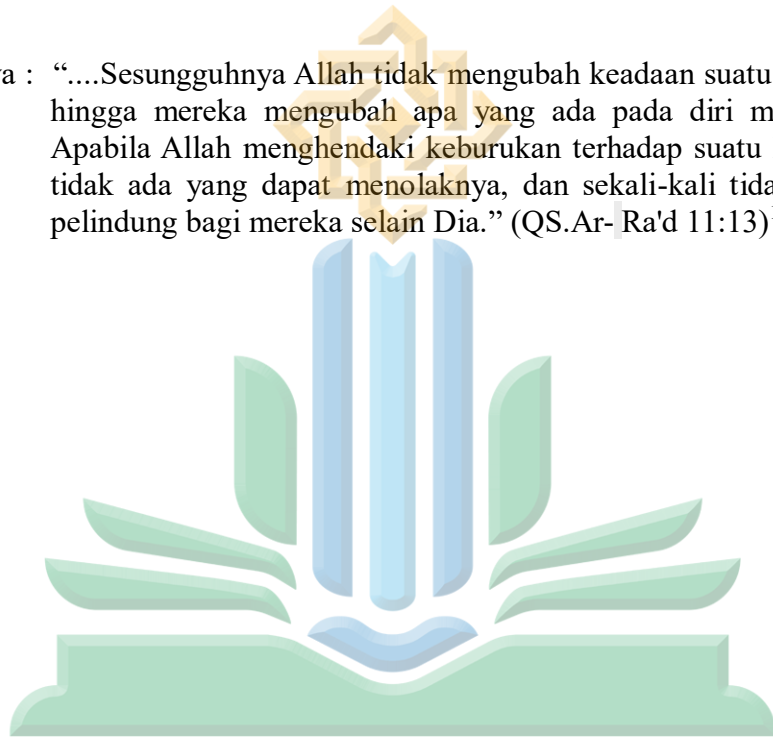 : “....Sesungguhnya Allah tidak mengubah keadaan suatu
hingga mereka mengubah apa yang ada pada diri
Apabila Allah menghendaki keburukan terhadap suatu
tidak ada yang dapat menolaknya, dan sekali-kali
pelindung bagi mereka selain Dia.” (QS.Ar- Ra'd 11:13)